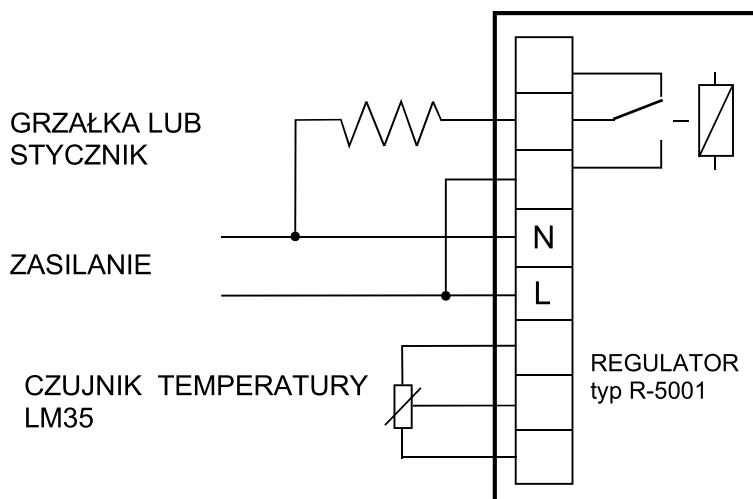 GRZAŁKA LUB
STYCZNIK
ZASILANIE
N
L
CZUJNIK TEMPERATURY
LM35
REGULATOR
typ R-5001